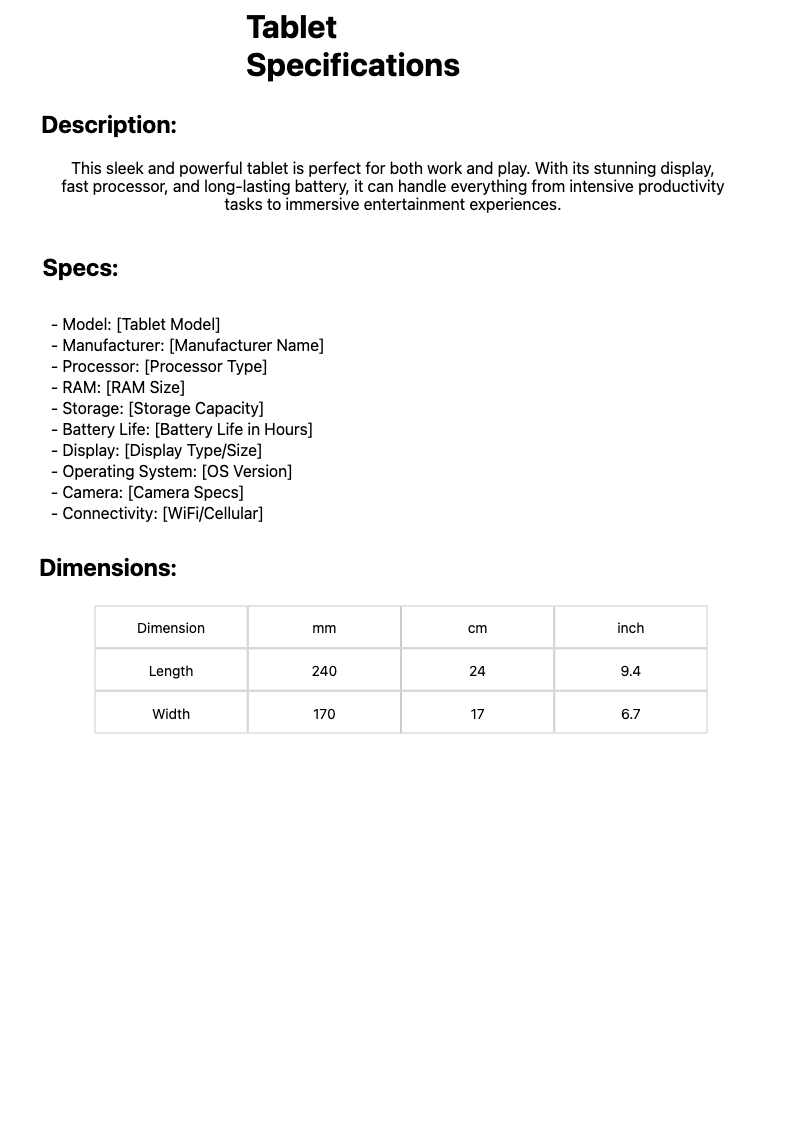 Tablet
Specifications
Description:
This sleek and powerful tablet is perfect for both work and play. With its stunning display,
fast processor, and long-lasting battery, it can handle everything from intensive productivity
tasks to immersive entertainment experiences.
Specs:
- Model: [Tablet Model]
- Manufacturer: [Manufacturer Name]
- Processor: [Processor Type]
- RAM: [RAM Size]
- Storage: [Storage Capacity]
- Battery Life: [Battery Life in Hours]
- Display: [Display Type/Size]
- Operating System: [OS Version]
- Camera: [Camera Specs]
- Connectivity: [WiFi/Cellular]
Dimensions:
Dimension mm cm inch
Length 240 24 9.4
Width 170 17 6.7